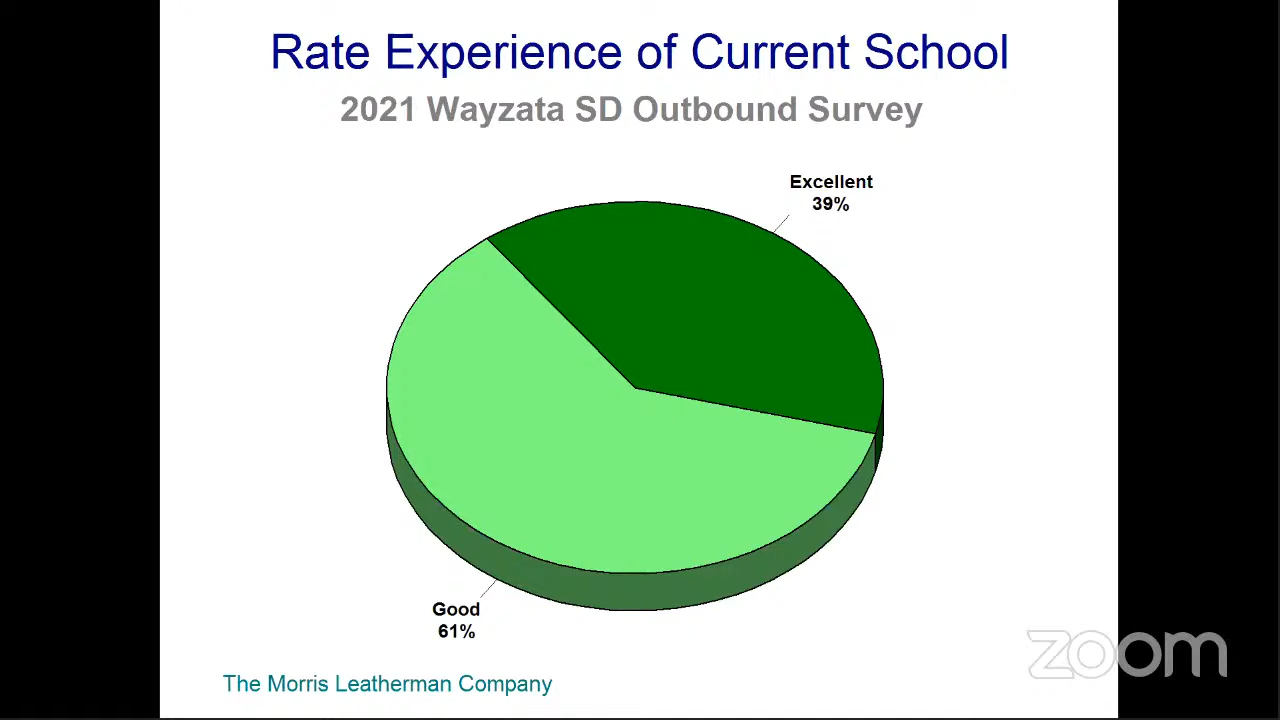 Rate Experience of Current School
2021 Wayzata SD Outbound Survey
Excellent
39%
Good
61%
The Morris Leatherman Company
zoom